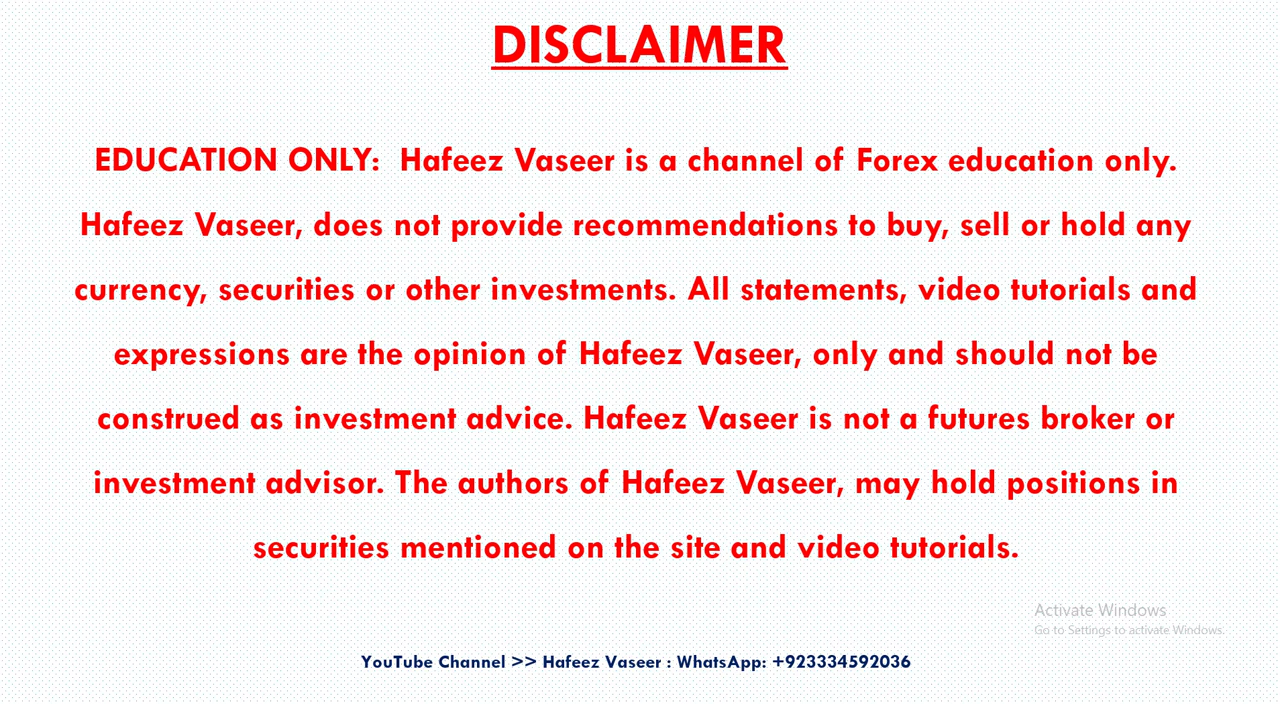 DISCLAIMER
EDUCATION ONLY:  Hafeez Vaseer is a channel of Forex education only.
Hafeez Vaseer, does not provide recommendations to buy, sell or hold any
currency, securities or other investments. All statements, video tutorials and
expressions are the opinion of Hafeez Vaseer, only and should not be
construed as investment advice. Hafeez Vaseer is not a futures broker or
investment advisor. The authors of Hafeez Vaseer, may hold positions in
securities mentioned on the site and video tutorials.
Activate Windows
Go to Settings to activate Windows.
YouTube Channel >> Hafeez Vaseer : WhatsApp: +923334592036